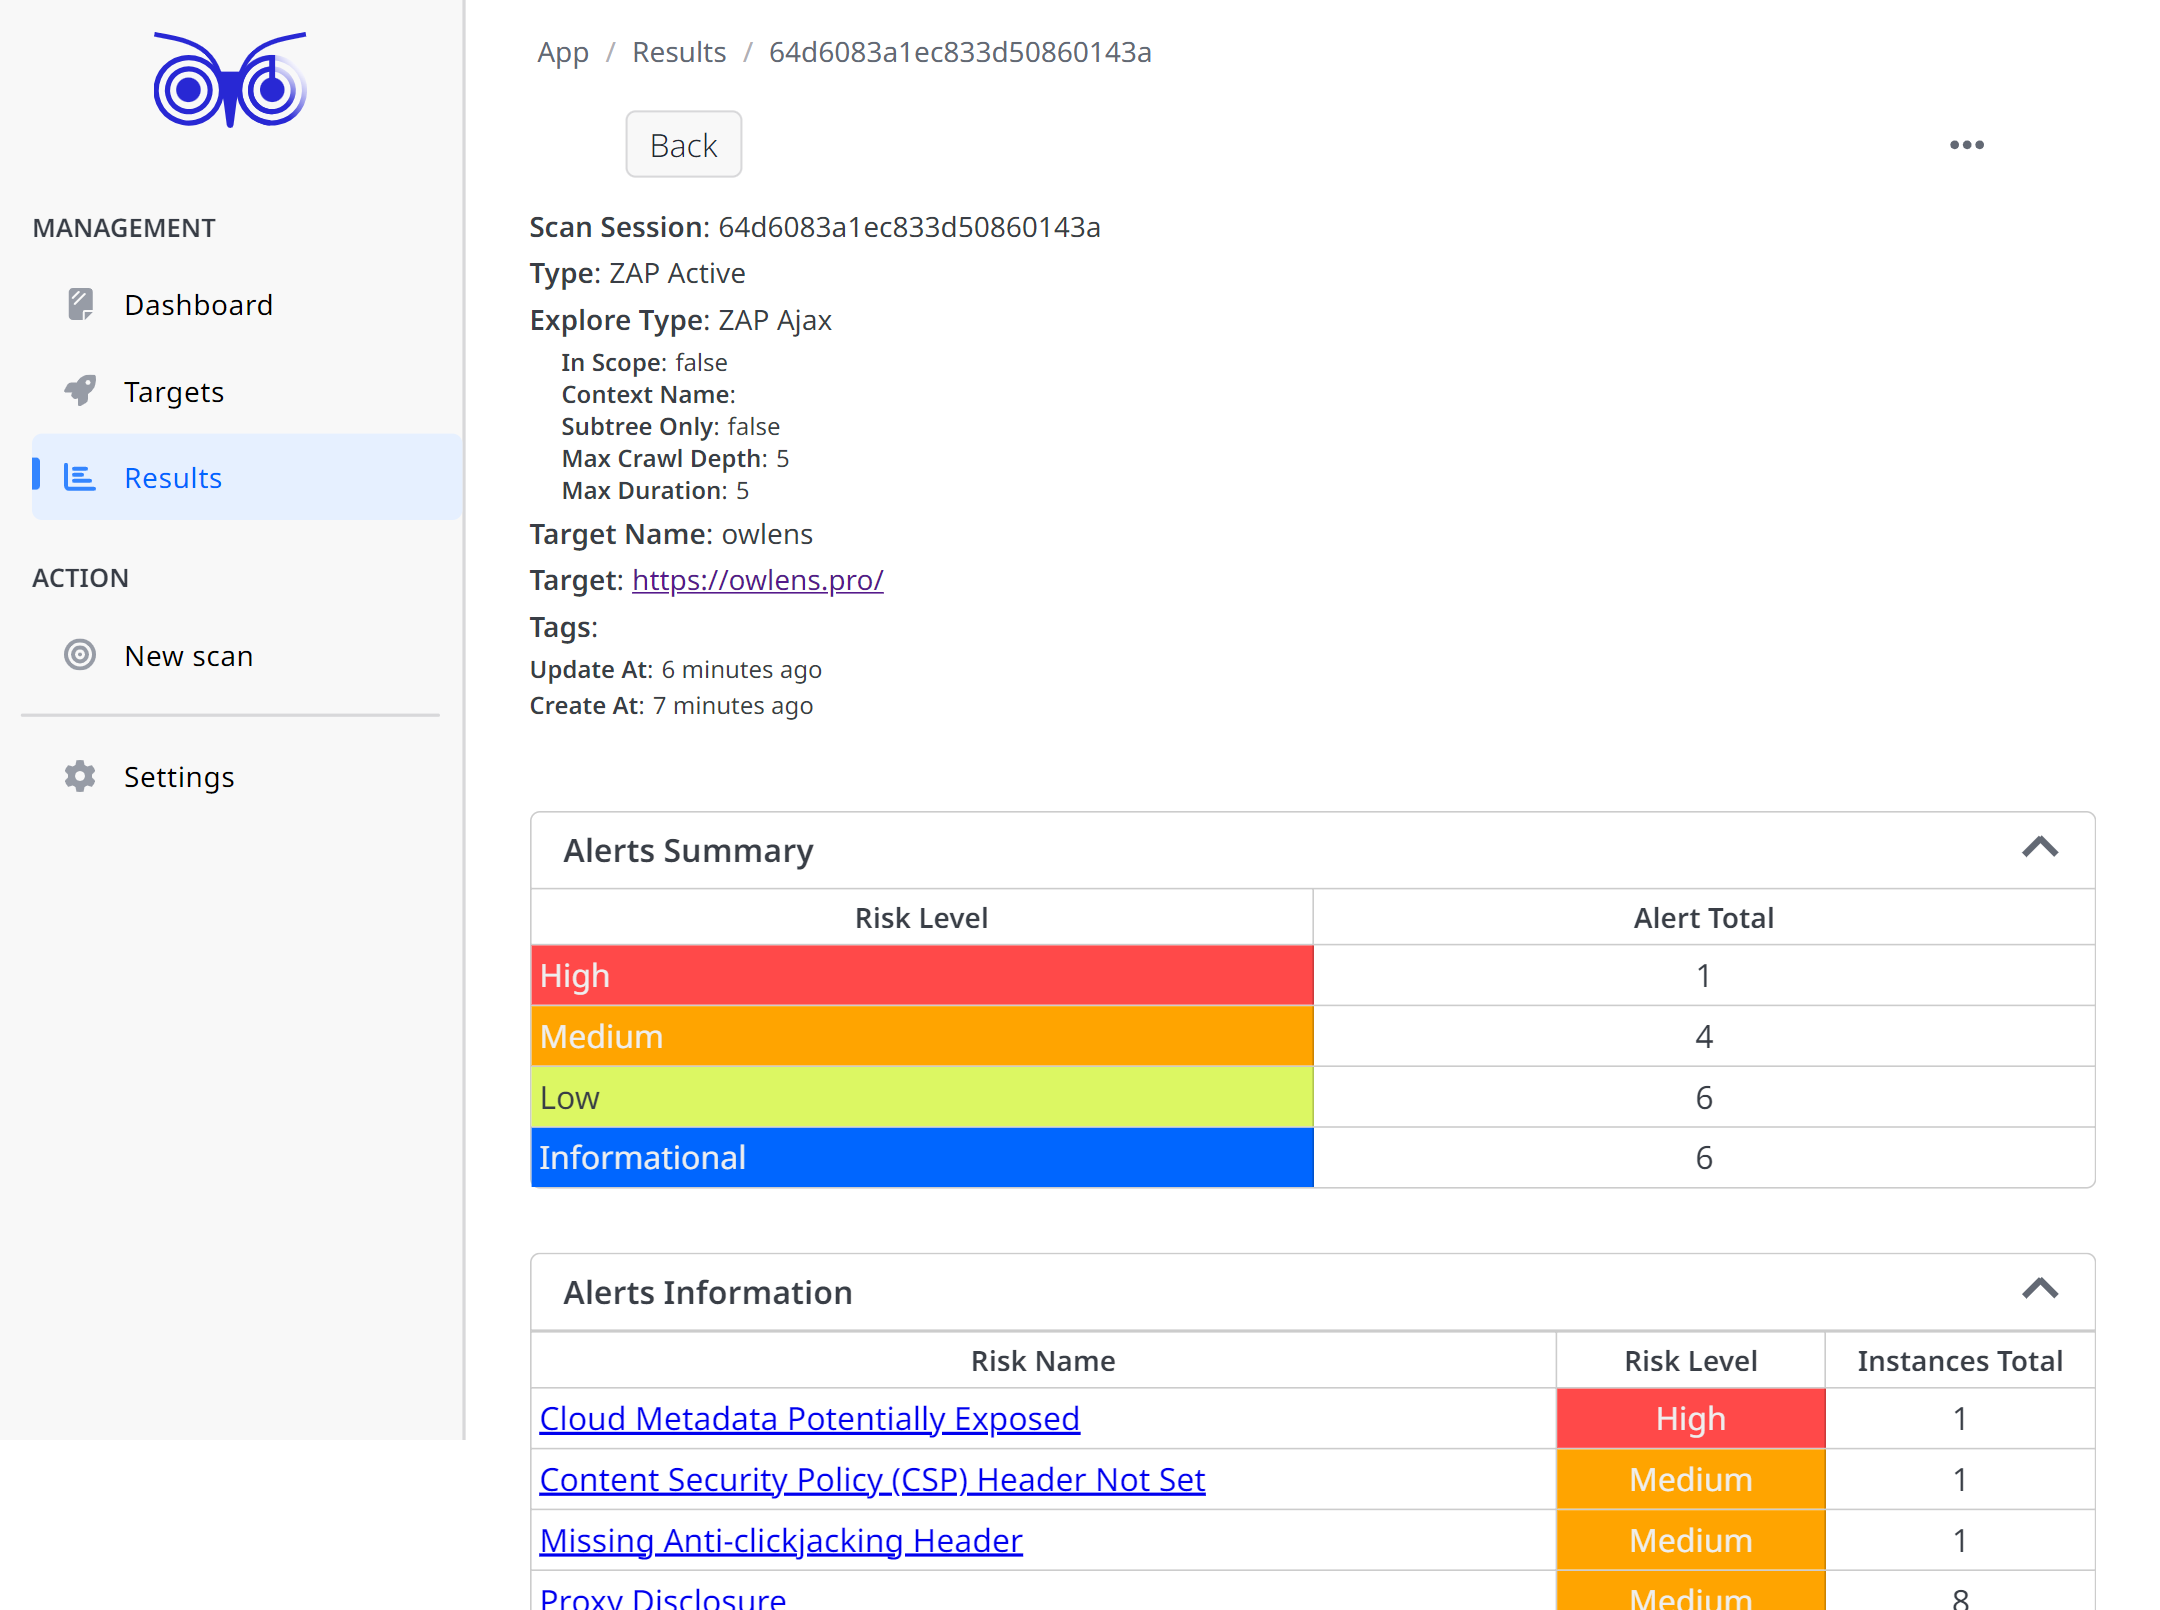 App / Results / 64d6083a1ec833d50860143a
Back
MANAGEMENT
Dashboard
Targets
Results
ACTION
New scan
Settings
Scan Session: 64d6083a1ec833d50860143a
Type: ZAP Active
Explore Type: ZAP Ajax
In Scope: false
Context Name:
Subtree Only: false
Max Crawl Depth: 5
Max Duration: 5
Target Name: owlens
Target: https://owlens.pro/
Tags:
Update At: 6 minutes ago
Create At: 7 minutes ago
Alerts Summary
Risk Level Alert Total
High 1
Medium 4
Low 6
Informational 6
Alerts Information
Risk Name Risk Level Instances Total
Cloud Metadata Potentially Exposed High 1
Content Security Policy (CSP) Header Not Set Medium 1
Missing Anti-clickjacking Header Medium 1
Proxy Disclosure Medium 8